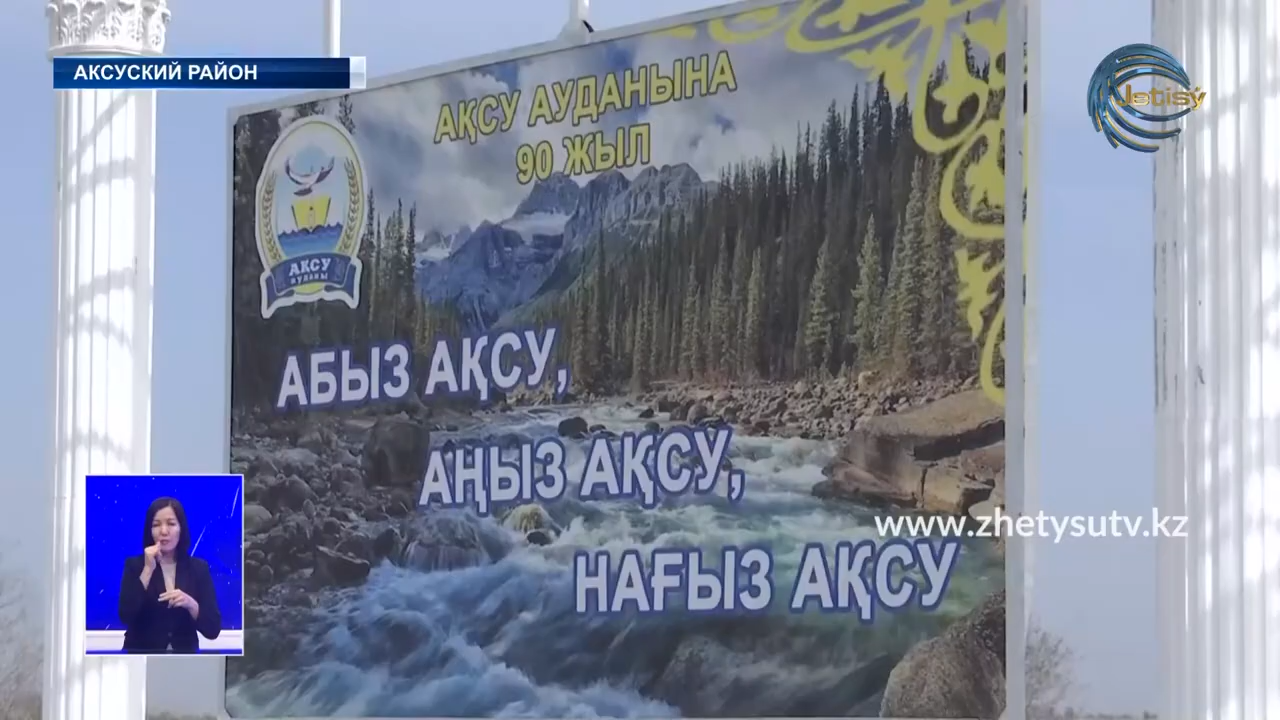 АКСУСКИЙ РАЙОН
Jetisý
АҚСУ АУДАНЫНА
90 ЖЫЛ
АҚСУ
ауданы
АБЫЗ АҚСУ,
АҢЫЗ АҚСУ,
www.zhetysutv.kz
НАҒЫЗ АҚСУ